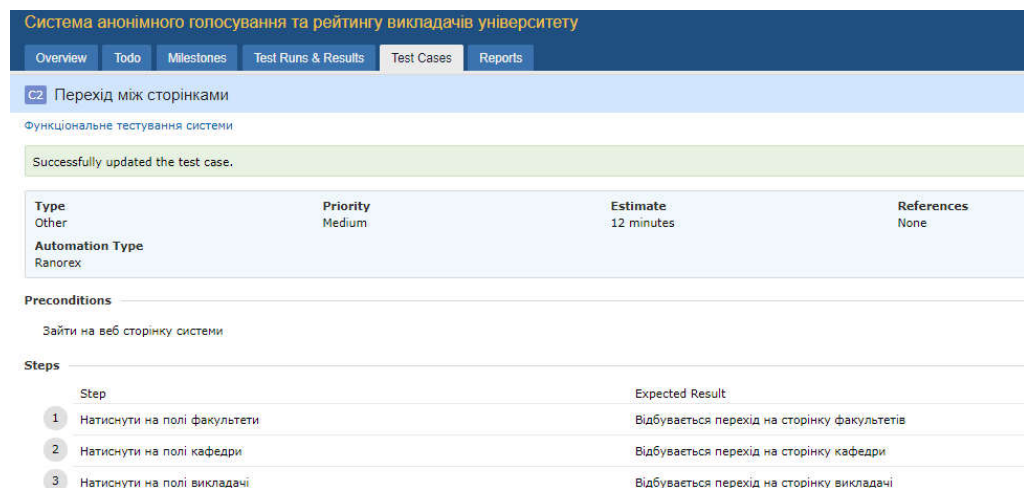 Система анонімного голосування та рейтингу викладачів університету
Overview Todo Milestones Test Runs & Results Test Cases Reports
C2 Перехід між сторінками
Функціональне тестування системи
Successfully updated the test case.
Type Priority Estimate References
Other Medium 12 minutes None
Automation Type
Ranorex
Preconditions
Зайти на веб сторінку системи
Steps
Step Expected Result
1 Натиснути на полі факультети Відбувається перехід на сторінку факультетів
2 Натиснути на полі кафедри Відбувається перехід на сторінку кафедри
3 Натиснути на полі викладачі Відбувається перехід на сторінку викладачі